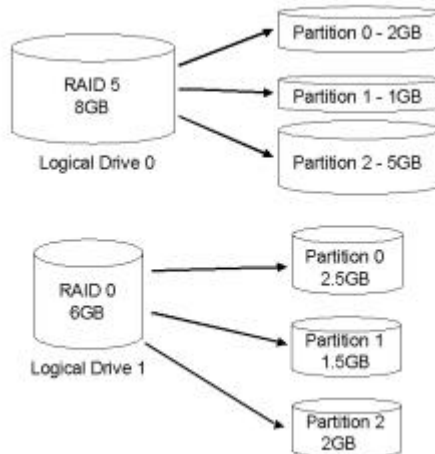 RAID 5
8GB
Logical Drive 0
Partition 0 - 2GB
Partition 1 - 1GB
Partition 2 - 5GB
RAID 0
6GB
Logical Drive 1
Partition 0
2.5GB
Partition 1
1.5GB
Partition 2
2GB